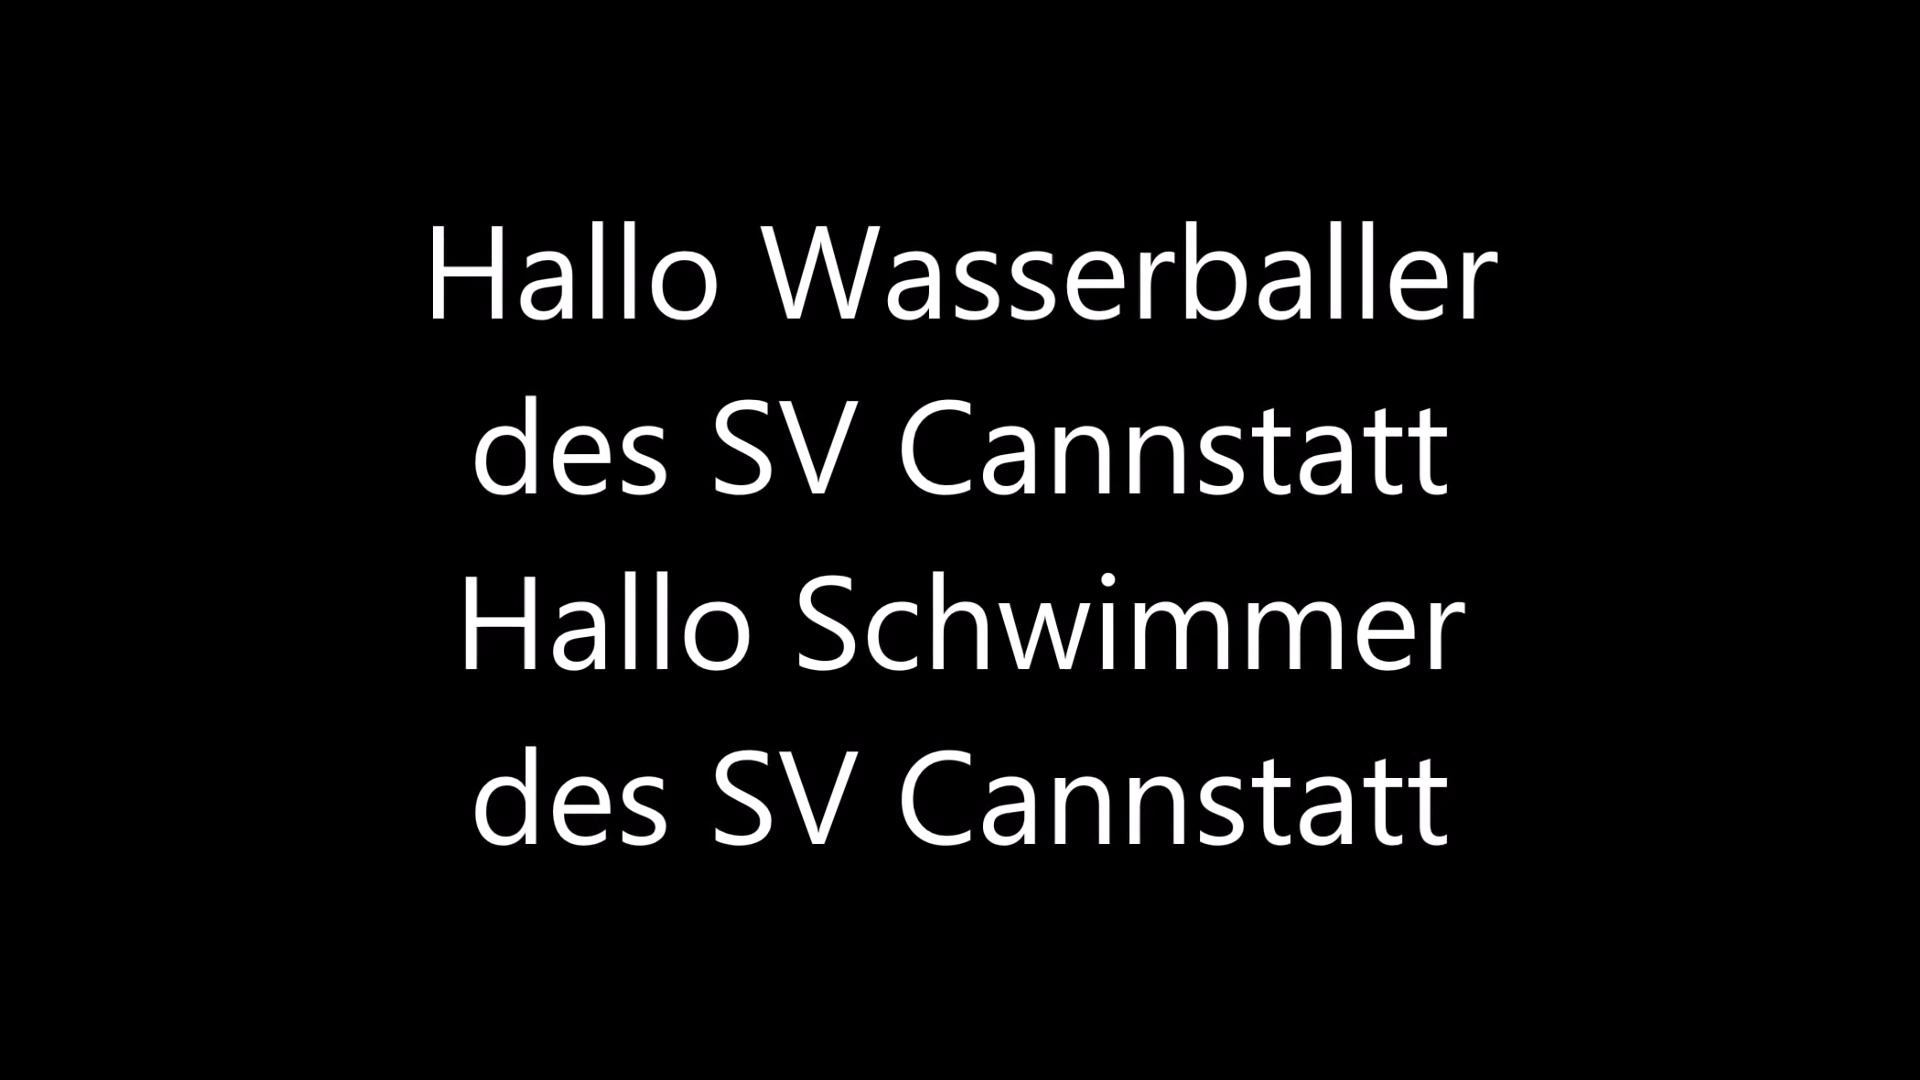 Hallo Wasserballer
des SV Cannstatt
Hallo Schwimmer
des SV Cannstatt